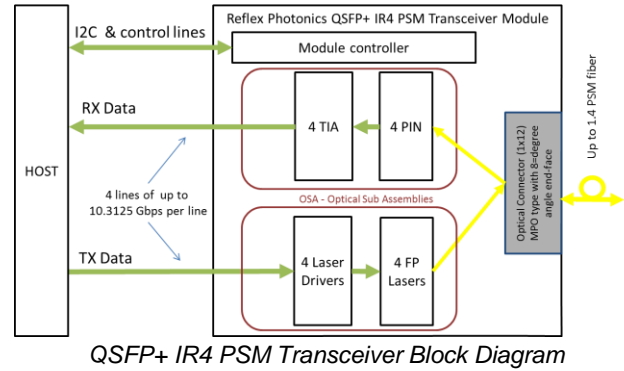 Reflex Photonics QSFP+ IR4 PSM Transceiver Module
I2C & control lines
Module controller
RX Data
4 TIA
4 PIN
HOST
4 lines of up to
10.3125 Gbps per line
OSA - Optical Sub Assemblies
TX Data
4 Laser
Drivers
4 FP
Lasers
Optical Connector (1x12)
MPO type with 8=degree
angle end-face
Up to 1.4 PSM fiber
QSFP+ IR4 PSM Transceiver Block Diagram